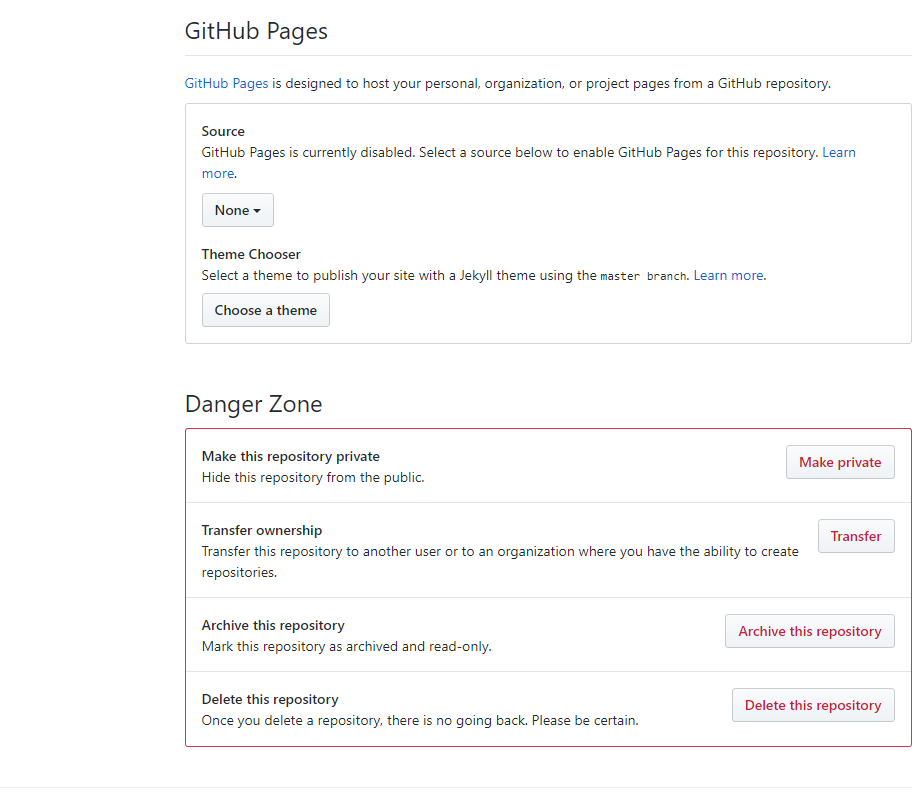 GitHub Pages
GitHub Pages is designed to host your personal, organization, or project pages from a GitHub repository.
Source
GitHub Pages is currently disabled. Select a source below to enable GitHub Pages for this repository. Learn
more.
None
Theme Chooser
Select a theme to publish your site with a Jekyll theme using the master branch. Learn more.
Choose a theme
Danger Zone
Make this repository private
Hide this repository from the public.
Make private
Transfer ownership
Transfer this repository to another user or to an organization where you have the ability to create
repositories.
Transfer
Archive this repository
Mark this repository as archived and read-only.
Archive this repository
Delete this repository
Once you delete a repository, there is no going back. Please be certain.
Delete this repository